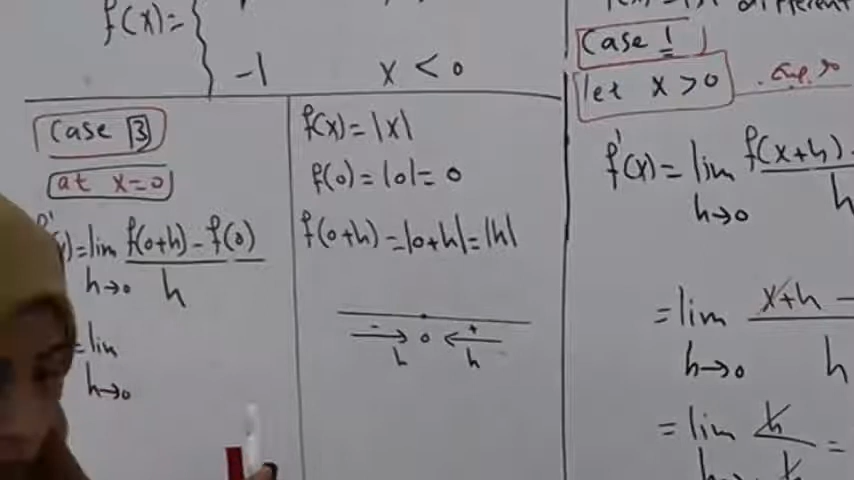 f(x)=
-1 x < 0
Case 3
at x=0
(x)=lim f(0+h)-f(0)
h→0 h
=lim
h→0
f(x)=|x|
f(0)=|0|=0
f(0+h)=|0+h|=|h|
- +
0
h h
Case 1
let x>0
f'(x)=lim f(x+h)
h→0 h
=lim x+h-
h→0 h
=lim h =
h